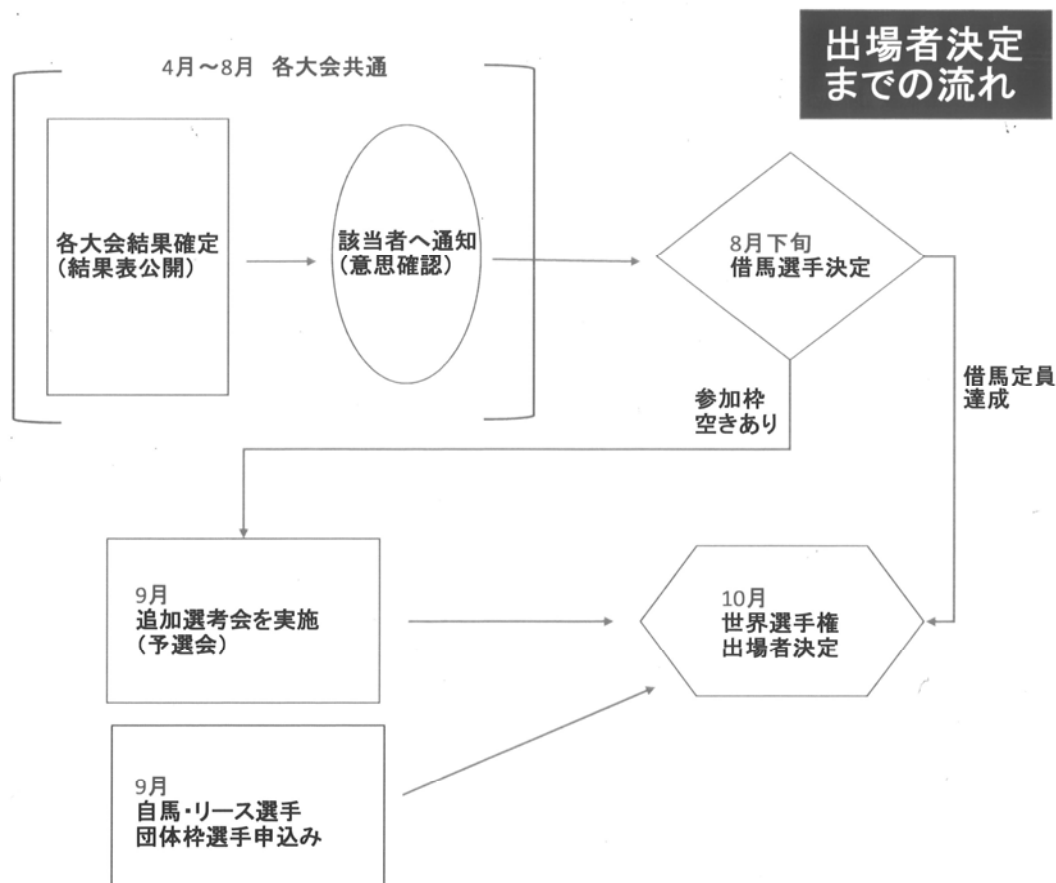 出場者決定
までの流れ
4月～8月 各大会共通
各大会結果確定
(結果表公開)
該当者へ通知
(意思確認)
8月下旬
借馬選手決定
借馬定員
達成
参加枠
空きあり
9月
追加選考会を実施
(予選会)
10月
世界選手権
出場者決定
9月
自馬・リース選手
団体枠選手申込み